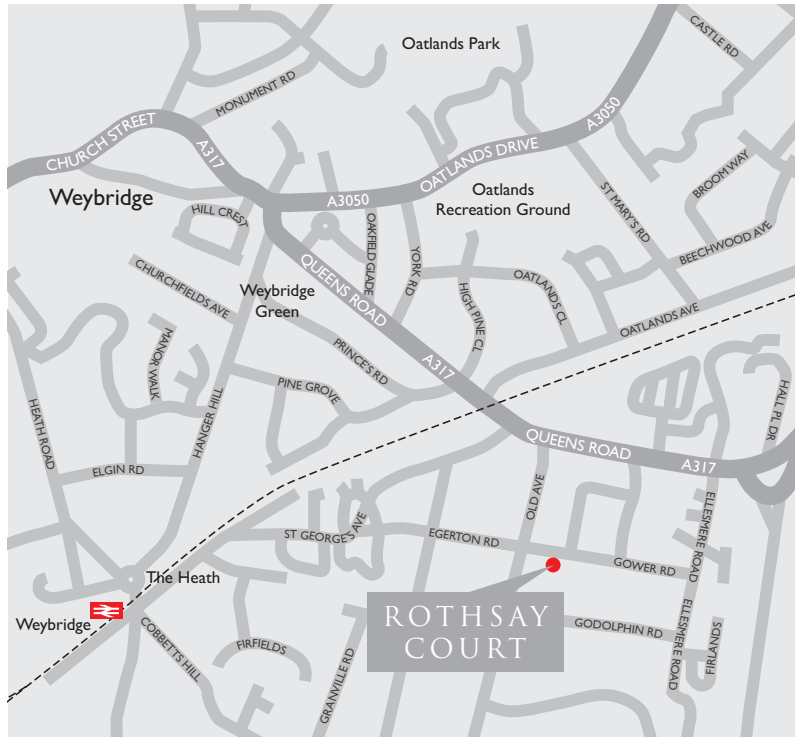 Oatlands Park
CASTLE RD
MONUMENT RD
CHURCH STREET
A317
A3050
OATLANDS DRIVE
A3050
Weybridge
HILL CREST
Oatlands
Recreation Ground
ST MARY'S RD
BROOM WAY
BEECHWOOD AVE
OAKFIELD GLADE
YORK RD
CHURCHFIELDS AVE
Weybridge
Green
QUEENS ROAD
HIGH PINE CL
OATLANDS CL
OATLANDS AVE
MANOR WALK
PRINCE'S RD
A317
HALL PL DR
HEATH ROAD
HANGER HILL
PINE GROVE
QUEENS ROAD
A317
ELGIN RD
OLD AVE
ELLESMERE ROAD
ST GEORGE'S AVE
EGERTON RD
GOWER RD
The Heath
Weybridge
ROTHSAY
COURT
GODOLPHIN RD
COBBETTS HILL
FIRFIELDS
GRANVILLE RD
ELLESMERE ROAD
FIRLANDS